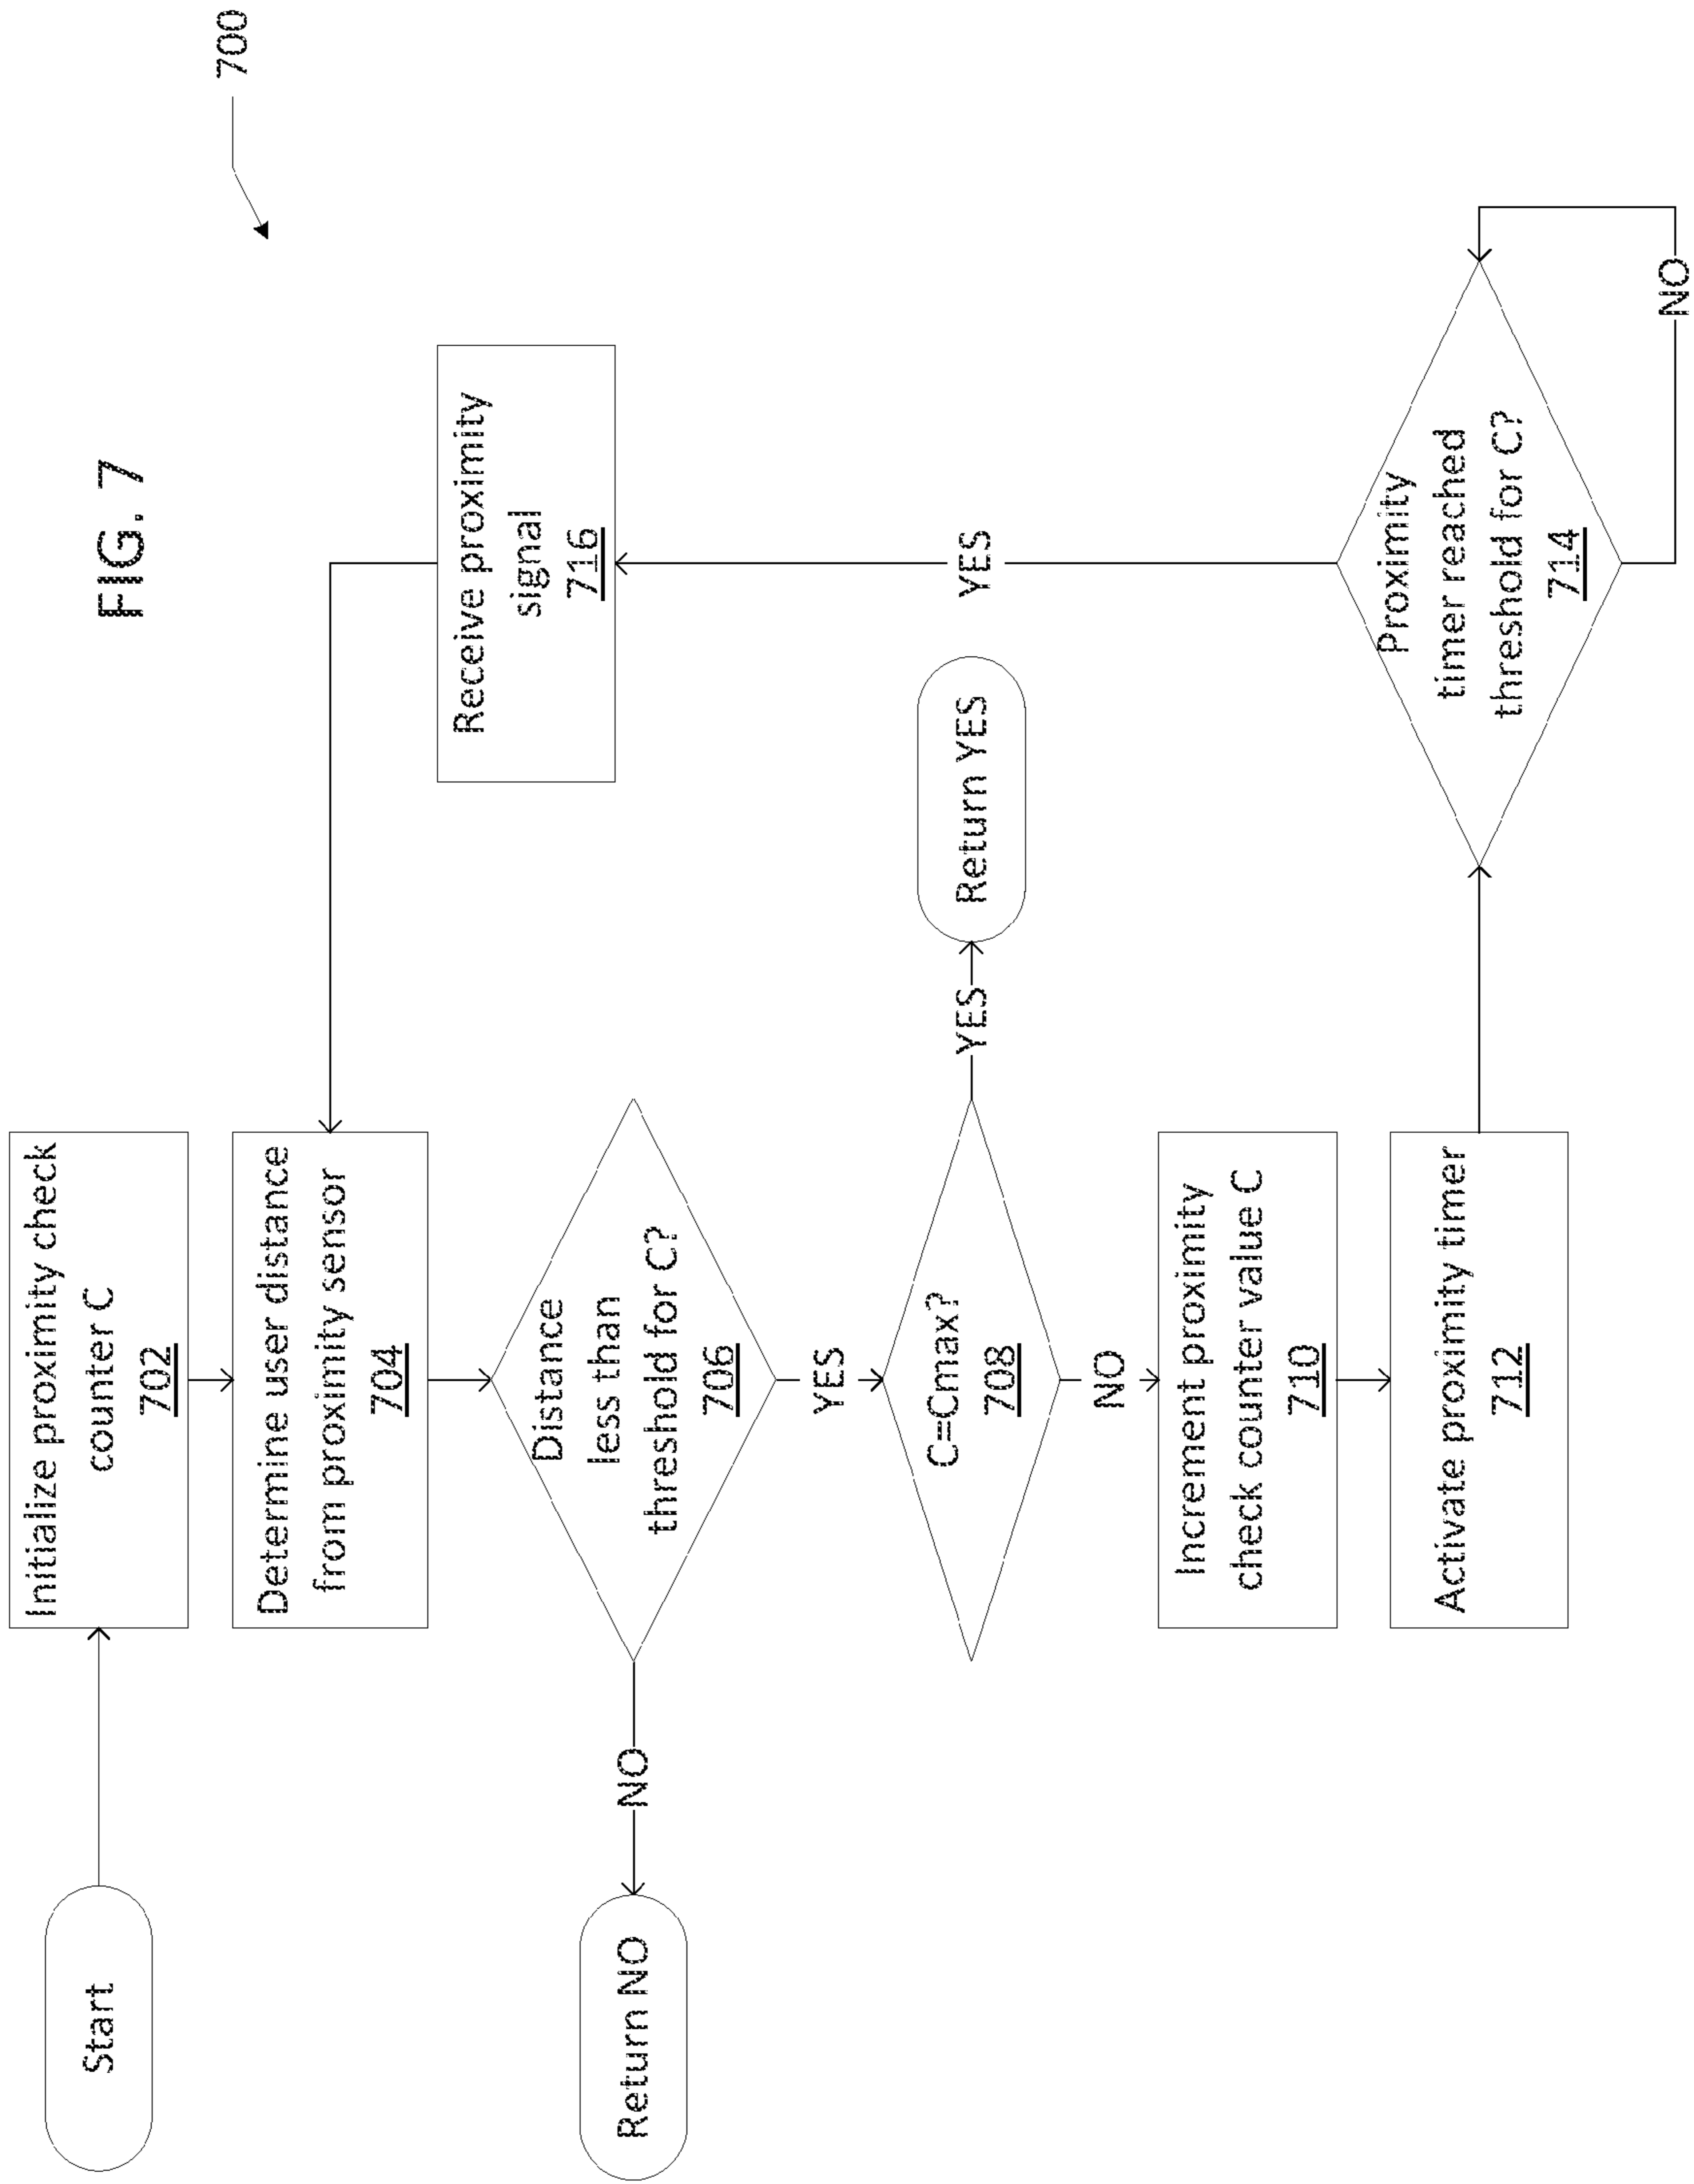 FIG. 7
700
Start
Initialize proximity check
counter C
702
Determine user distance
from proximity sensor
704
Distance
less than
threshold for C?
706
NO
Return NO
YES
C=Cmax?
708
YES
Return YES
NO
Increment proximity
check counter value C
710
Activate proximity timer
712
Proximity
timer reached
threshold for C?
714
NO
YES
Receive proximity
signal
716